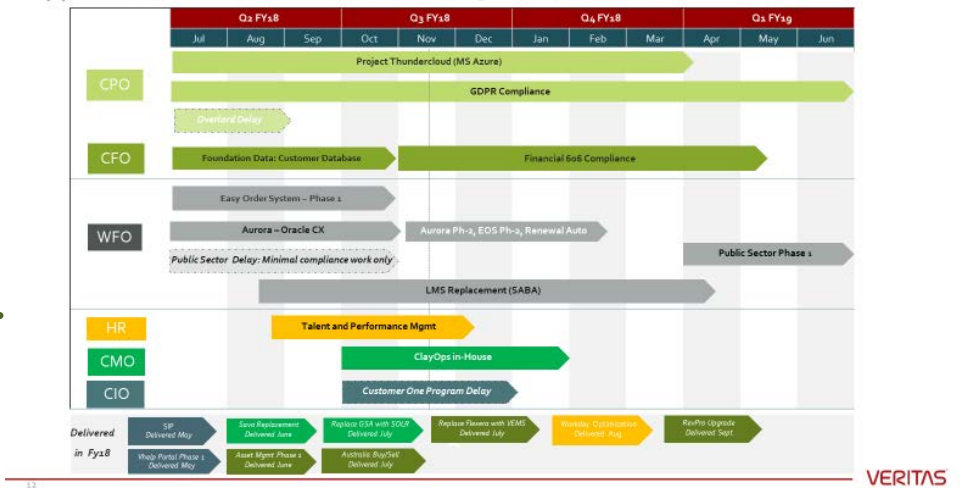 Q2 FY18 Q3 FY18 Q4 FY18 Q1 FY19
Jul Aug Sep Oct Nov Dec Jan Feb Mar Apr May Jun
CPO
Project Thundercloud (MS Azure)
GDPR Compliance
Overlord Delay
CFO
Foundation Data: Customer Database
Financial 606 Compliance
WFO
Easy Order System – Phase 1
Aurora – Oracle CX
Aurora Ph-2, EOS Ph-2, Renewal Auto
Public Sector Delay: Minimal compliance work only
Public Sector Phase 1
LMS Replacement (SABA)
HR
Talent and Performance Mgmt
CMO
ClayOps in-House
CIO
Customer One Program Delay
Delivered
in Fy18
SIP
Delivered May
Replacement
Delivered June
Replace GSA with SOLR
Delivered July
Replace Flexera with VEMS
Delivered July
Workday Optimization
Delivered Aug.
RevPro Upgrade
Delivered Sept.
Vhelp Portal Phase 1
Delivered May
Asset Mgmt Phase 1
Delivered June
Australia Buy/Sell
Delivered July
12
VERITAS